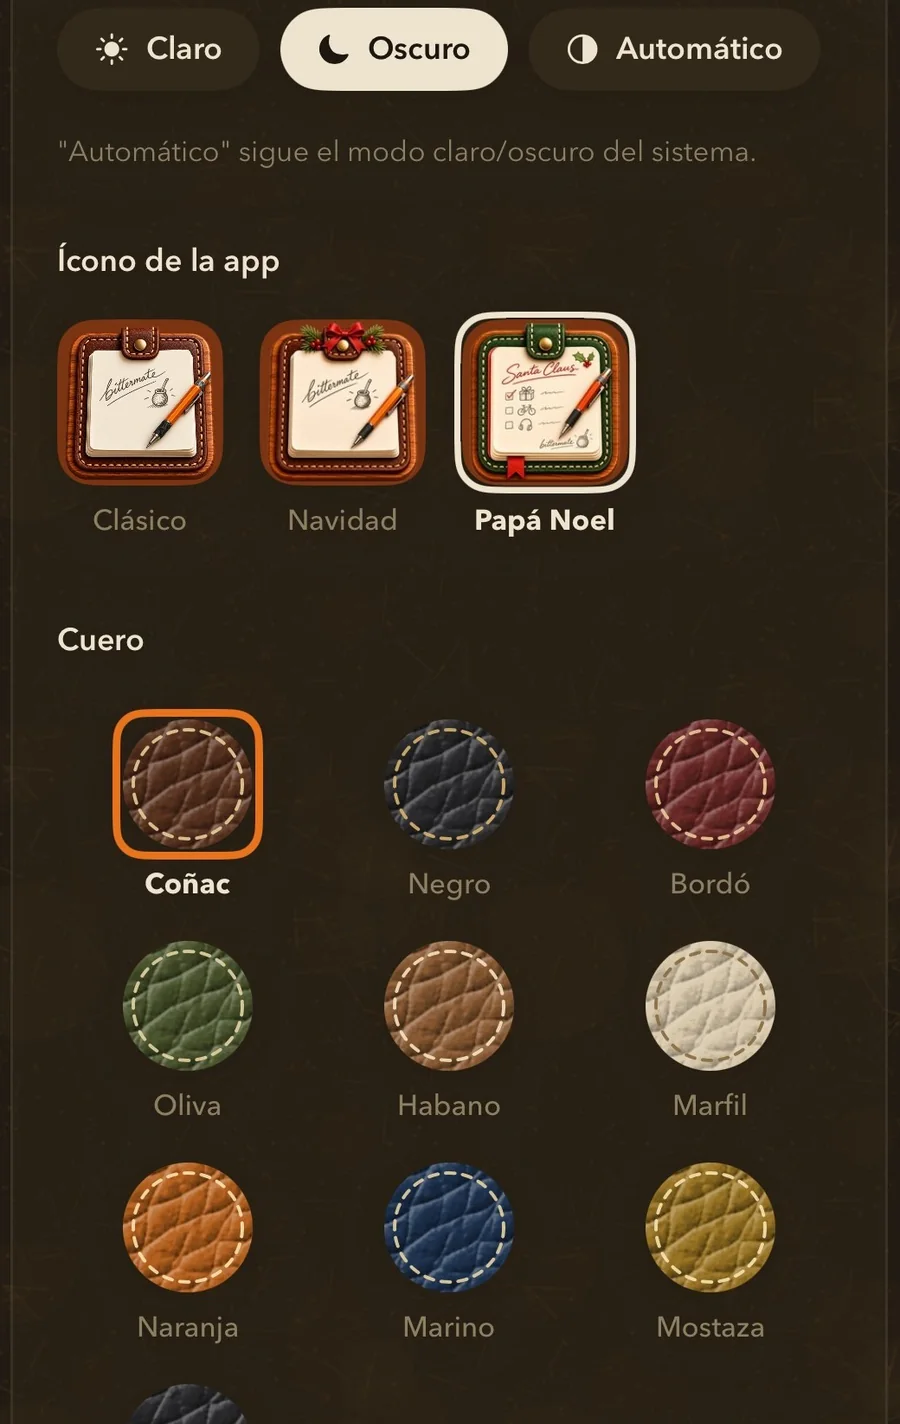 Claro
Oscuro
Automático
"Automático" sigue el modo claro/oscuro del sistema.
Ícono de la app
bittermate
bittermate
Santa Claus
bittermate
Clásico
Navidad
Papá Noel
Cuero
Coñac
Negro
Bordó
Oliva
Habano
Marfil
Naranja
Marino
Mostaza